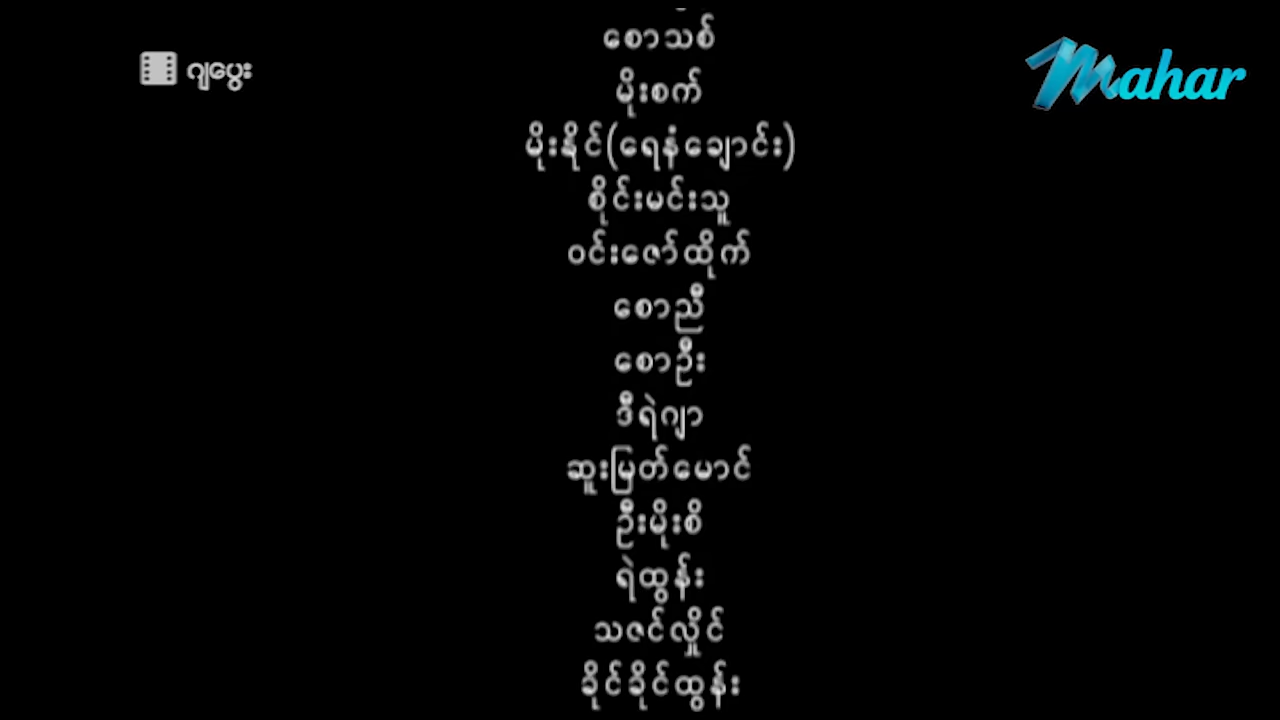 စောသစ်
ဂျပွေး
Mahar
မိုးစက်
မိုးနိုင်(ရေနံချောင်း)
စိုင်းမင်းသူ
ဝင်းဇော်ထိုက်
စောညီ
စောဦး
ဒီရဲဂျာ
ဆူးမြတ်မောင်
ဦးမိုးစိ
ရဲထွန်း
သဇင်လှိုင်
ခိုင်ခိုင်ထွန်း